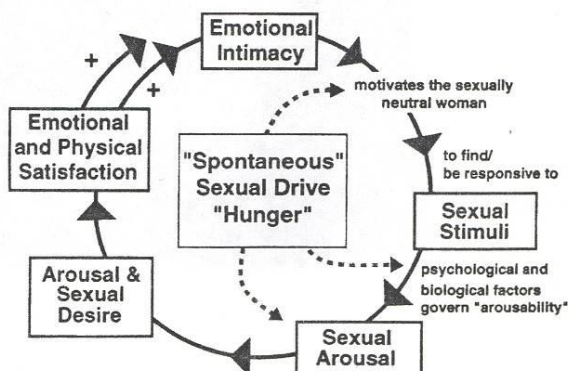 Emotional
Intimacy
motivates the sexually
neutral woman
to find/
be responsive to
Sexual
Stimuli
psychological and
biological factors
govern "arousability"
Sexual
Arousal
Arousal &
Sexual
Desire
Emotional
and Physical
Satisfaction
+
+
"Spontaneous"
Sexual Drive
"Hunger"